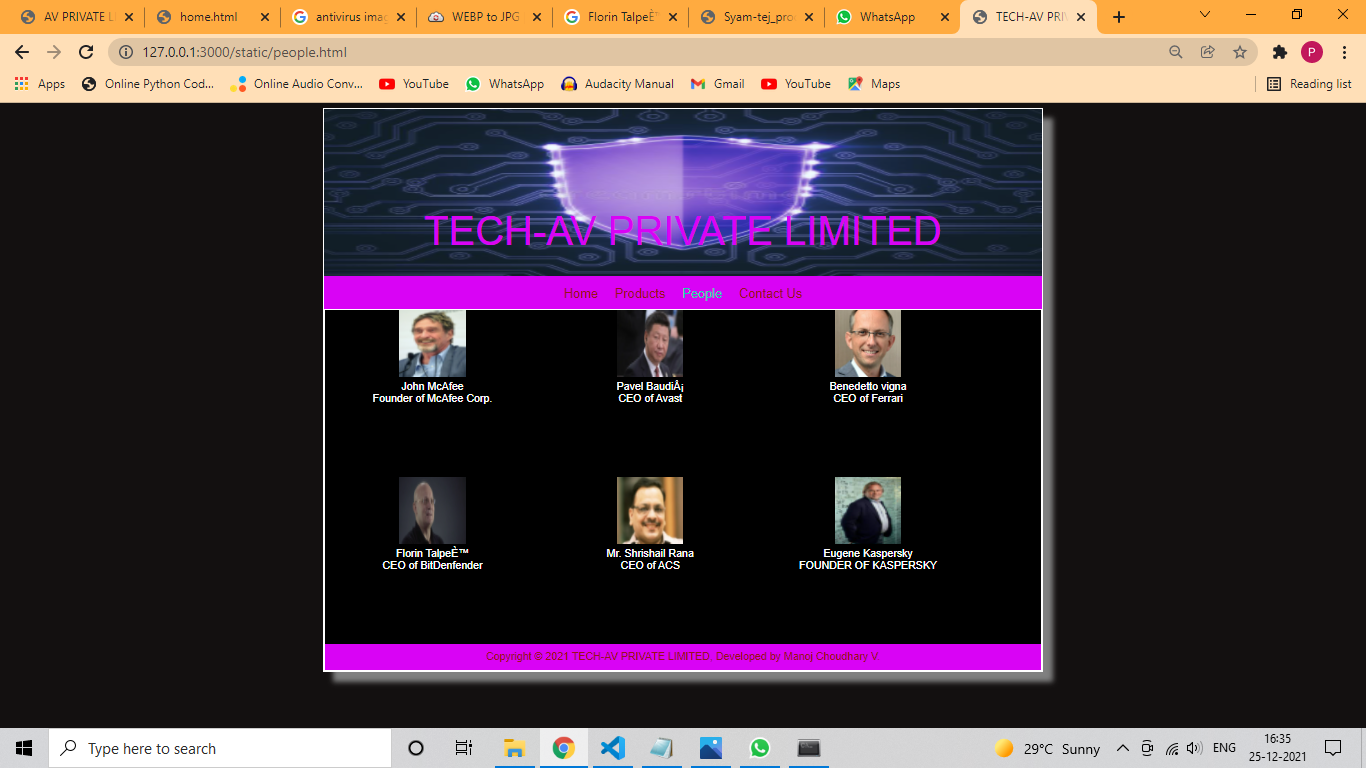 AV PRIVATE L
home.html
antivirus ima
WEBP to JPG
Florin TalpeÈ™
Syam-tej_pro
WhatsApp
TECH-AV PRI
127.0.0.1:3000/static/people.html
P
Apps
Online Python Cod...
Online Audio Conv...
YouTube
WhatsApp
Audacity Manual
Gmail
YouTube
Maps
Reading list
TECH-AV PRIVATE LIMITED
Home People Products Contact Us
John McAfee
Founder of McAfee Corp.
Pavel BaudiÅ¡
CEO of Avast
Benedetto vigna
CEO of Ferrari
Florin TalpeÈ™
CEO of BitDenfender
Mr. Shrishail Rana
CEO of ACS
Eugene Kaspersky
FOUNDER OF KASPERSKY
Copyright © 2021 TECH-AV PRIVATE LIMITED. Developed by Manoj Choudhary V.
Type here to search
29°C Sunny
ENG
16:35
25-12-2021